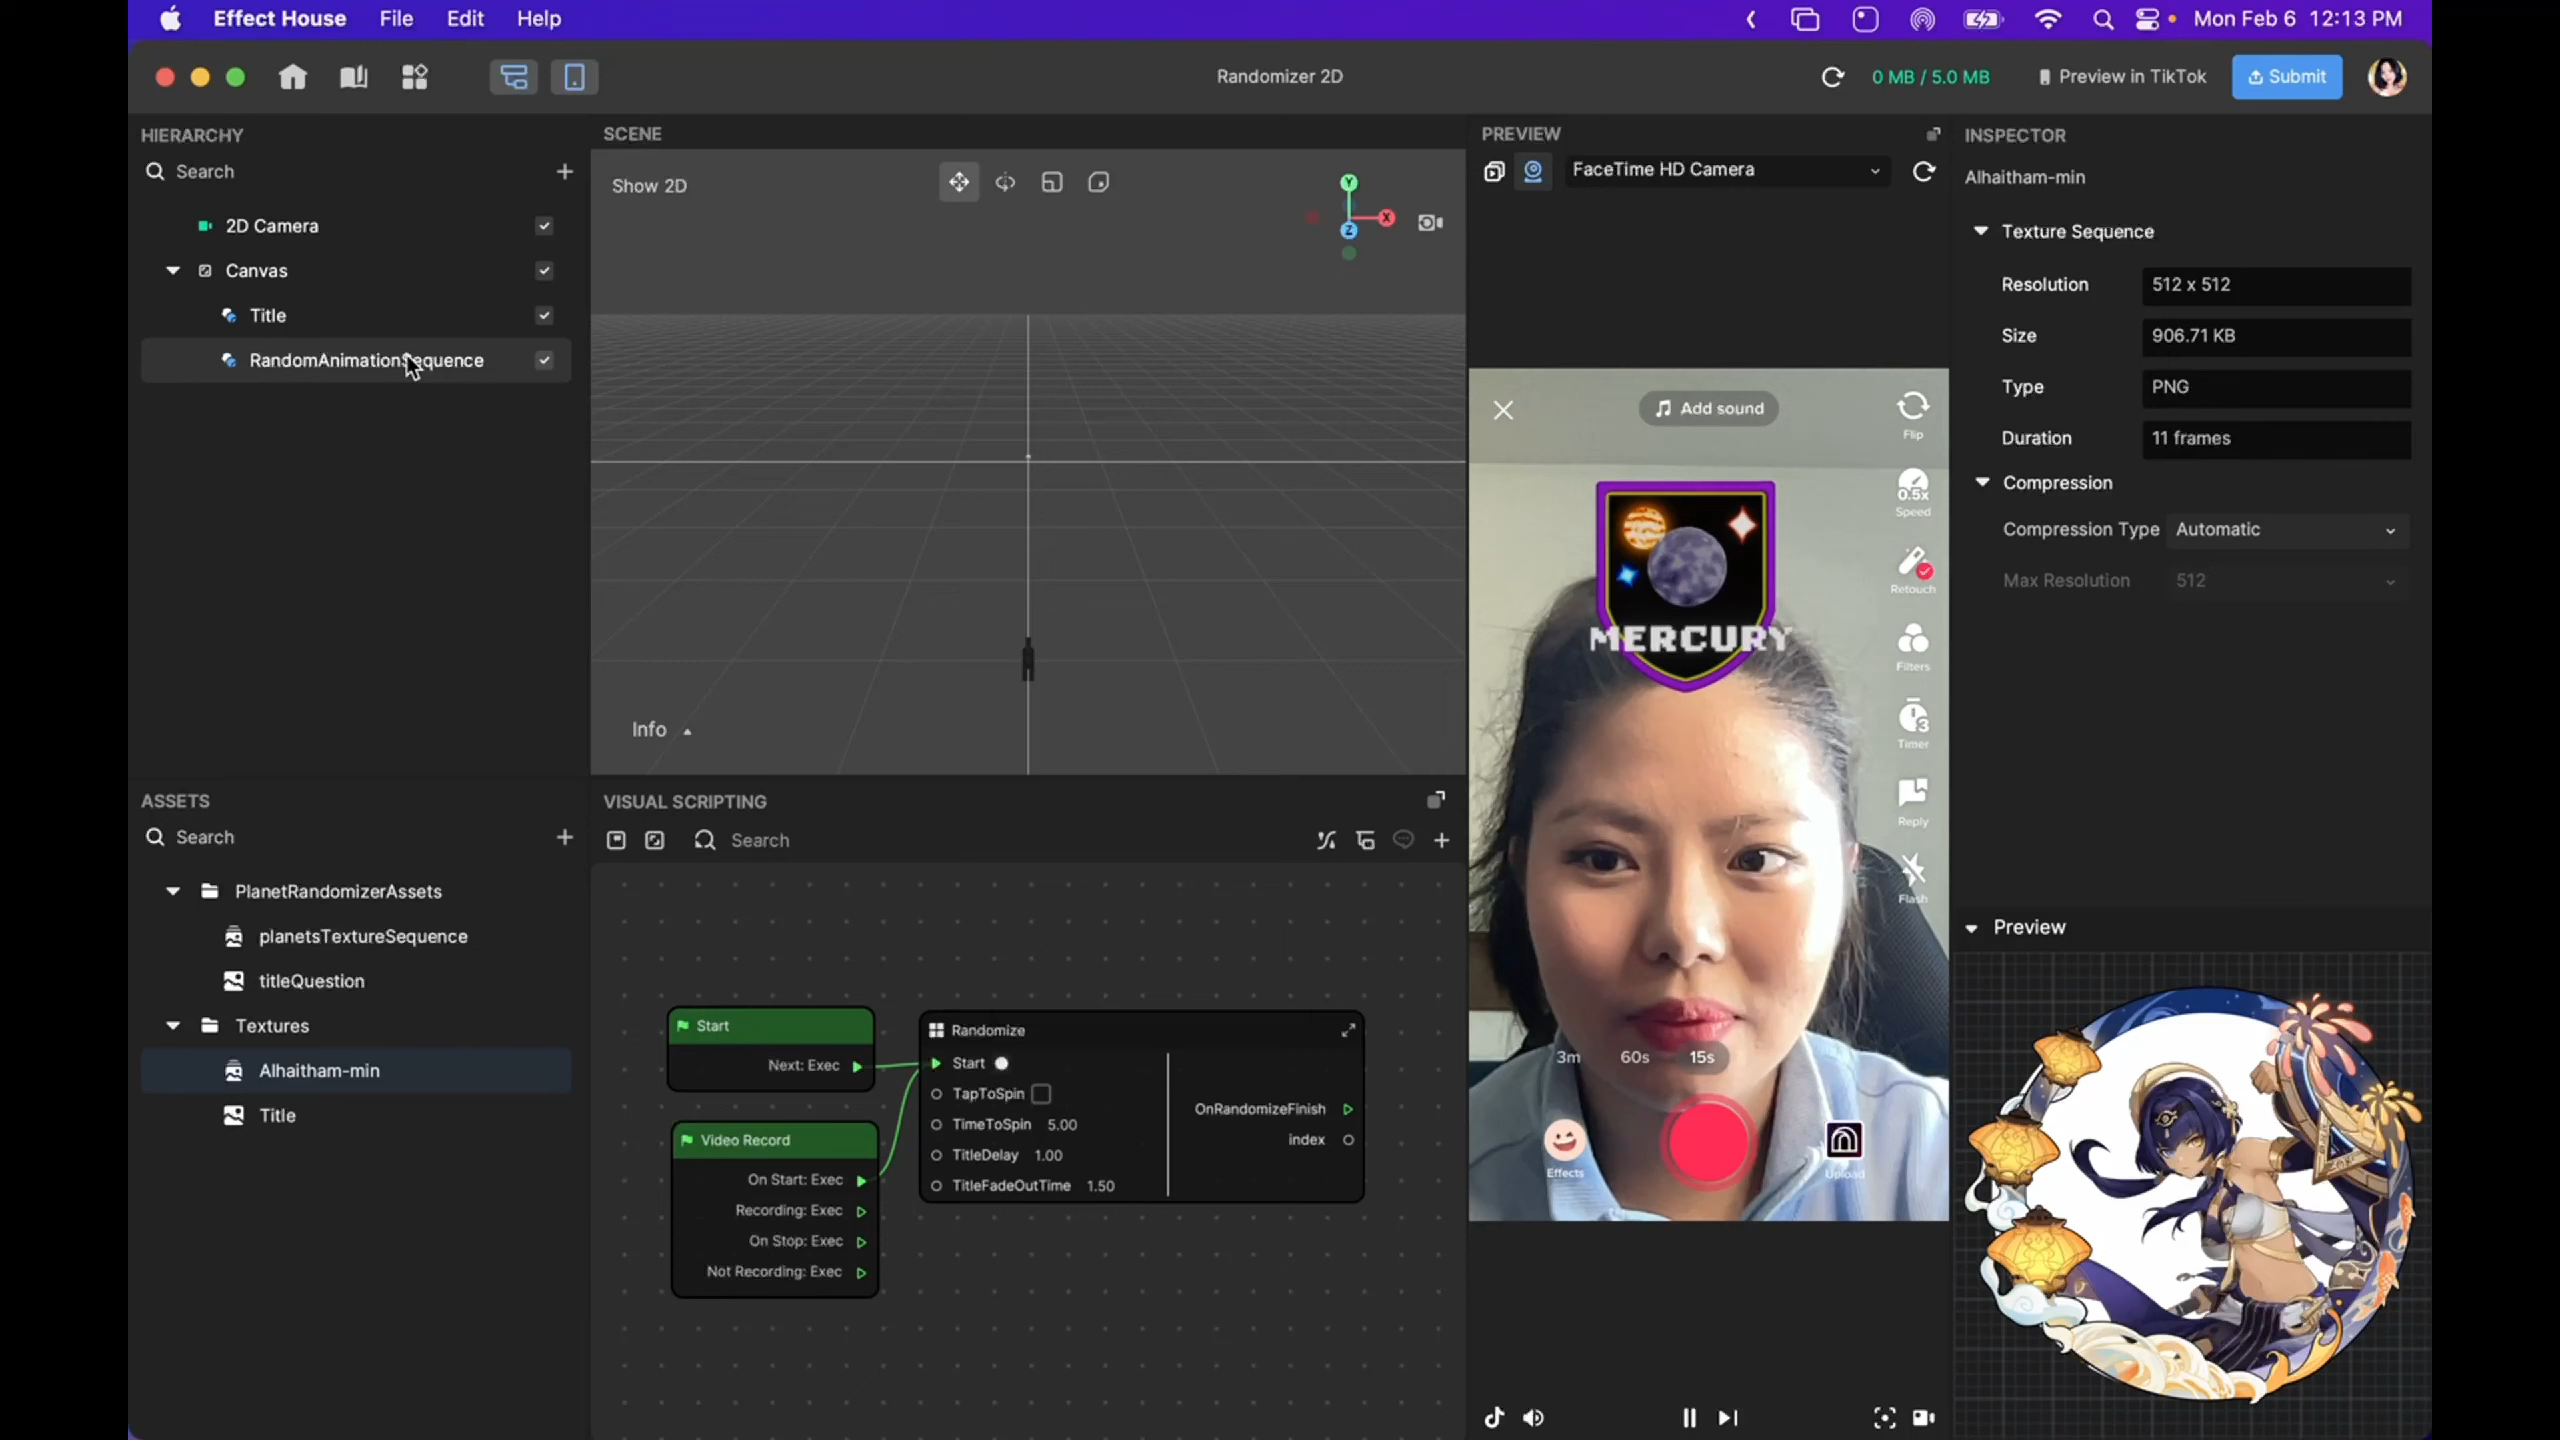 Effect House File Edit Help Mon Feb 6 12:13 PM
Randomizer 2D 0 MB / 5.0 MB Preview in TikTok Submit
HIERARCHY
Search
2D Camera
Canvas
Title
RandomAnimationSequence
SCENE
Show 2D
Y
X
Z
Info
PREVIEW
FaceTime HD Camera
Add sound
Flip
0.5x
Speed
MERCURY
Retouch
Filters
3
Timer
Reply
Flash
3m 60s 15s
Effects
Upload
INSPECTOR
Alhaitham-min
Texture Sequence
Resolution 512 x 512
Size 906.71 KB
Type PNG
Duration 11 frames
Compression
Compression Type Automatic
Max Resolution 512
Preview
ASSETS
Search
PlanetRandomizerAssets
planetsTextureSequence
titleQuestion
Textures
Alhaitham-min
Title
VISUAL SCRIPTING
Search
Start
Next: Exec
Video Record
On Start: Exec
Recording: Exec
On Stop: Exec
Not Recording: Exec
Randomize
Start
TapToSpin
TimeToSpin 5.00
TitleDelay 1.00
TitleFadeOutTime 1.50
OnRandomizeFinish
index